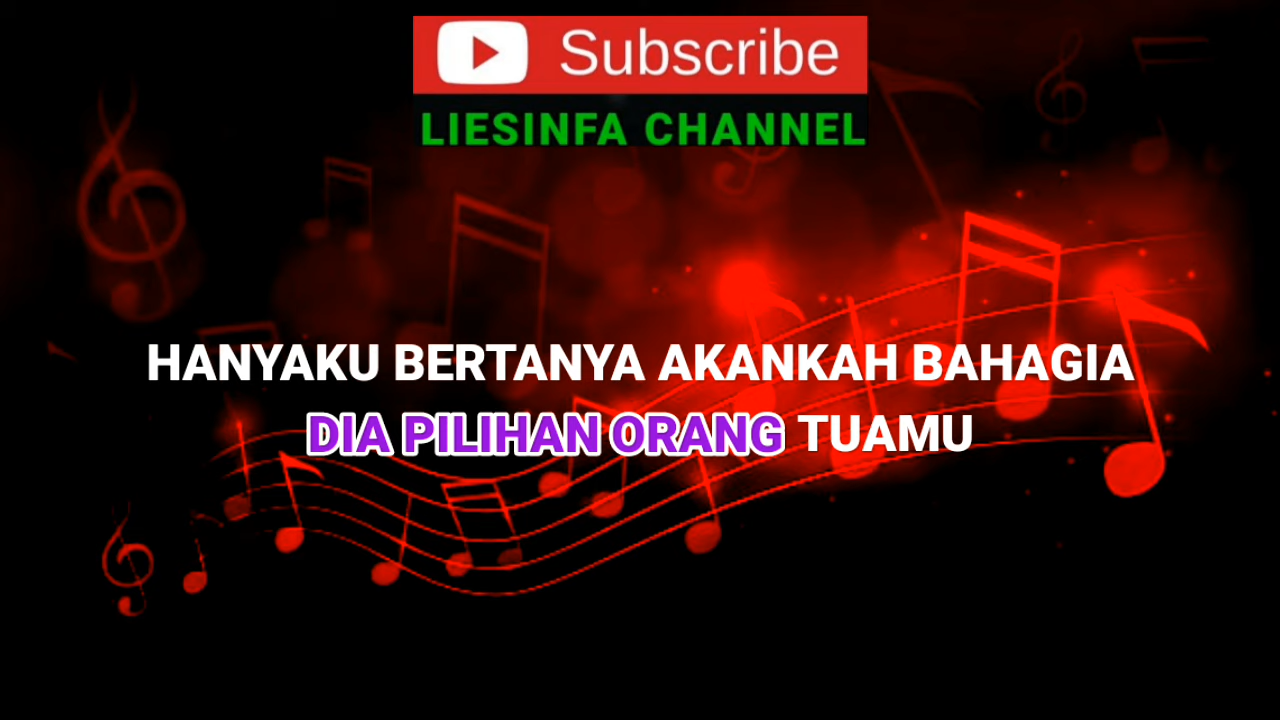 Subscribe
LIESINFA CHANNEL
HANYAKU BERTANYA AKANKAH BAHAGIA
DIA PILIHAN ORANG TUAMU